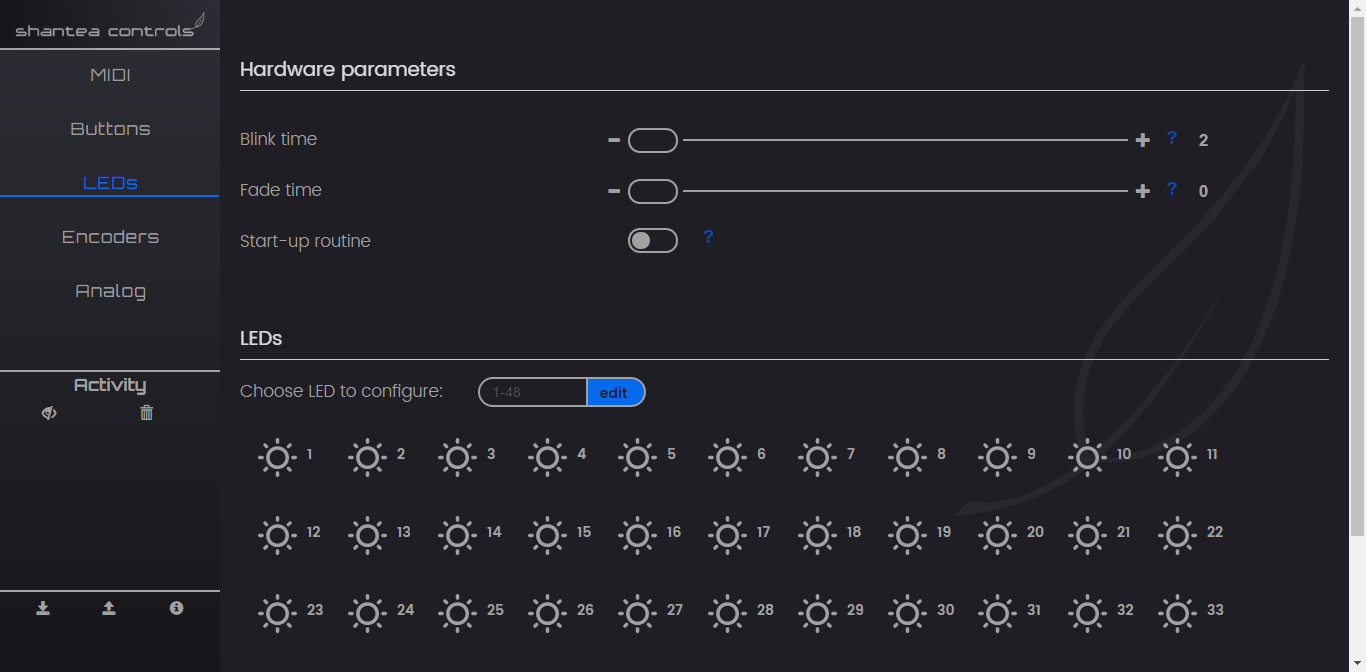 shantea controls
MIDI
Buttons
LEDs
Encoders
Analog
Activity
Hardware parameters
Blink time ? 2
Fade time ? 0
Start-up routine ?
LEDs
Choose LED to configure: 1-48 edit
1 2 3 4 5 6 7 8 9 10 11
12 13 14 15 16 17 18 19 20 21 22
23 24 25 26 27 28 29 30 31 32 33